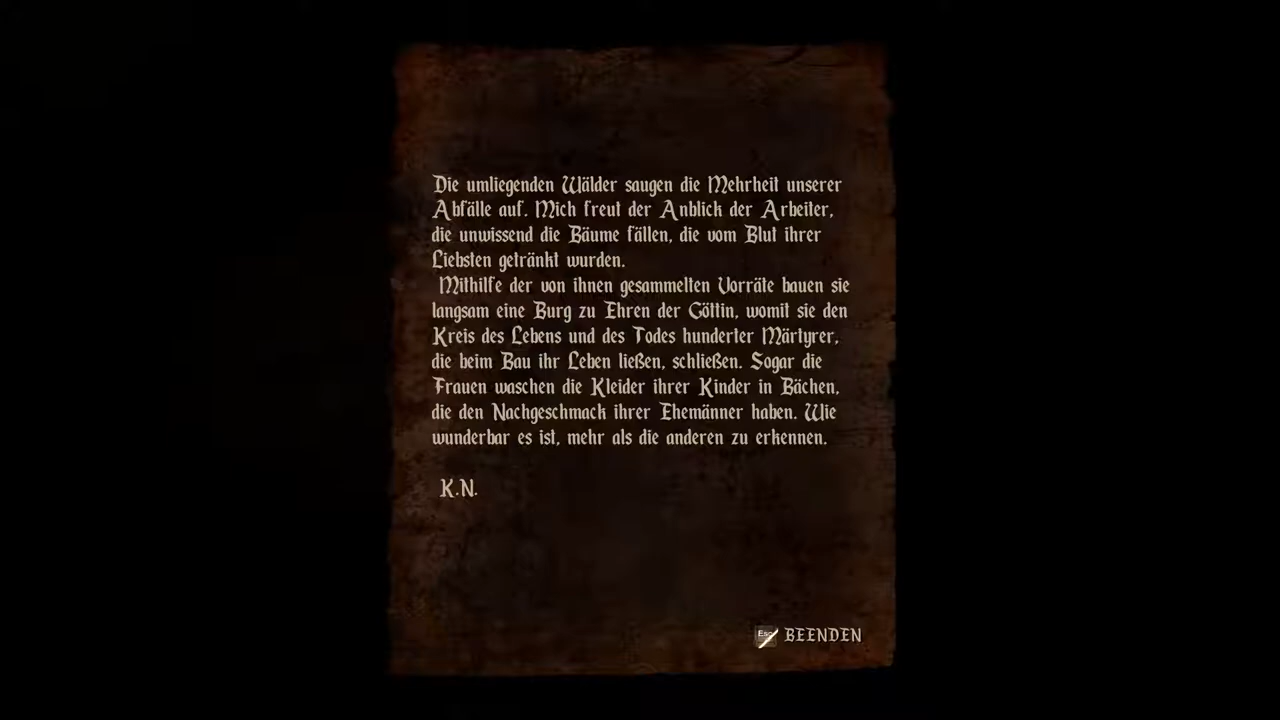 Die umliegenden Wälder saugen die Mehrheit unserer
Abfälle auf. Mich freut der Anblick der Arbeiter,
die unwissend die Bäume fällen, die vom Blut ihrer
Liebsten getränkt wurden.
Mithilfe der von ihnen gesammelten Vorräte bauen sie
langsam eine Burg zu Ehren der Göttin, womit sie den
Kreis des Lebens und des Todes hunderter Märtyrer,
die beim Bau ihr Leben ließen, schließen. Sogar die
Frauen waschen die Kleider ihrer Kinder in Bächen,
die den Nachgeschmack ihrer Ehemänner haben. Wie
wunderbar es ist, mehr als die anderen zu erkennen.
K.N.
Esc BEENDEN